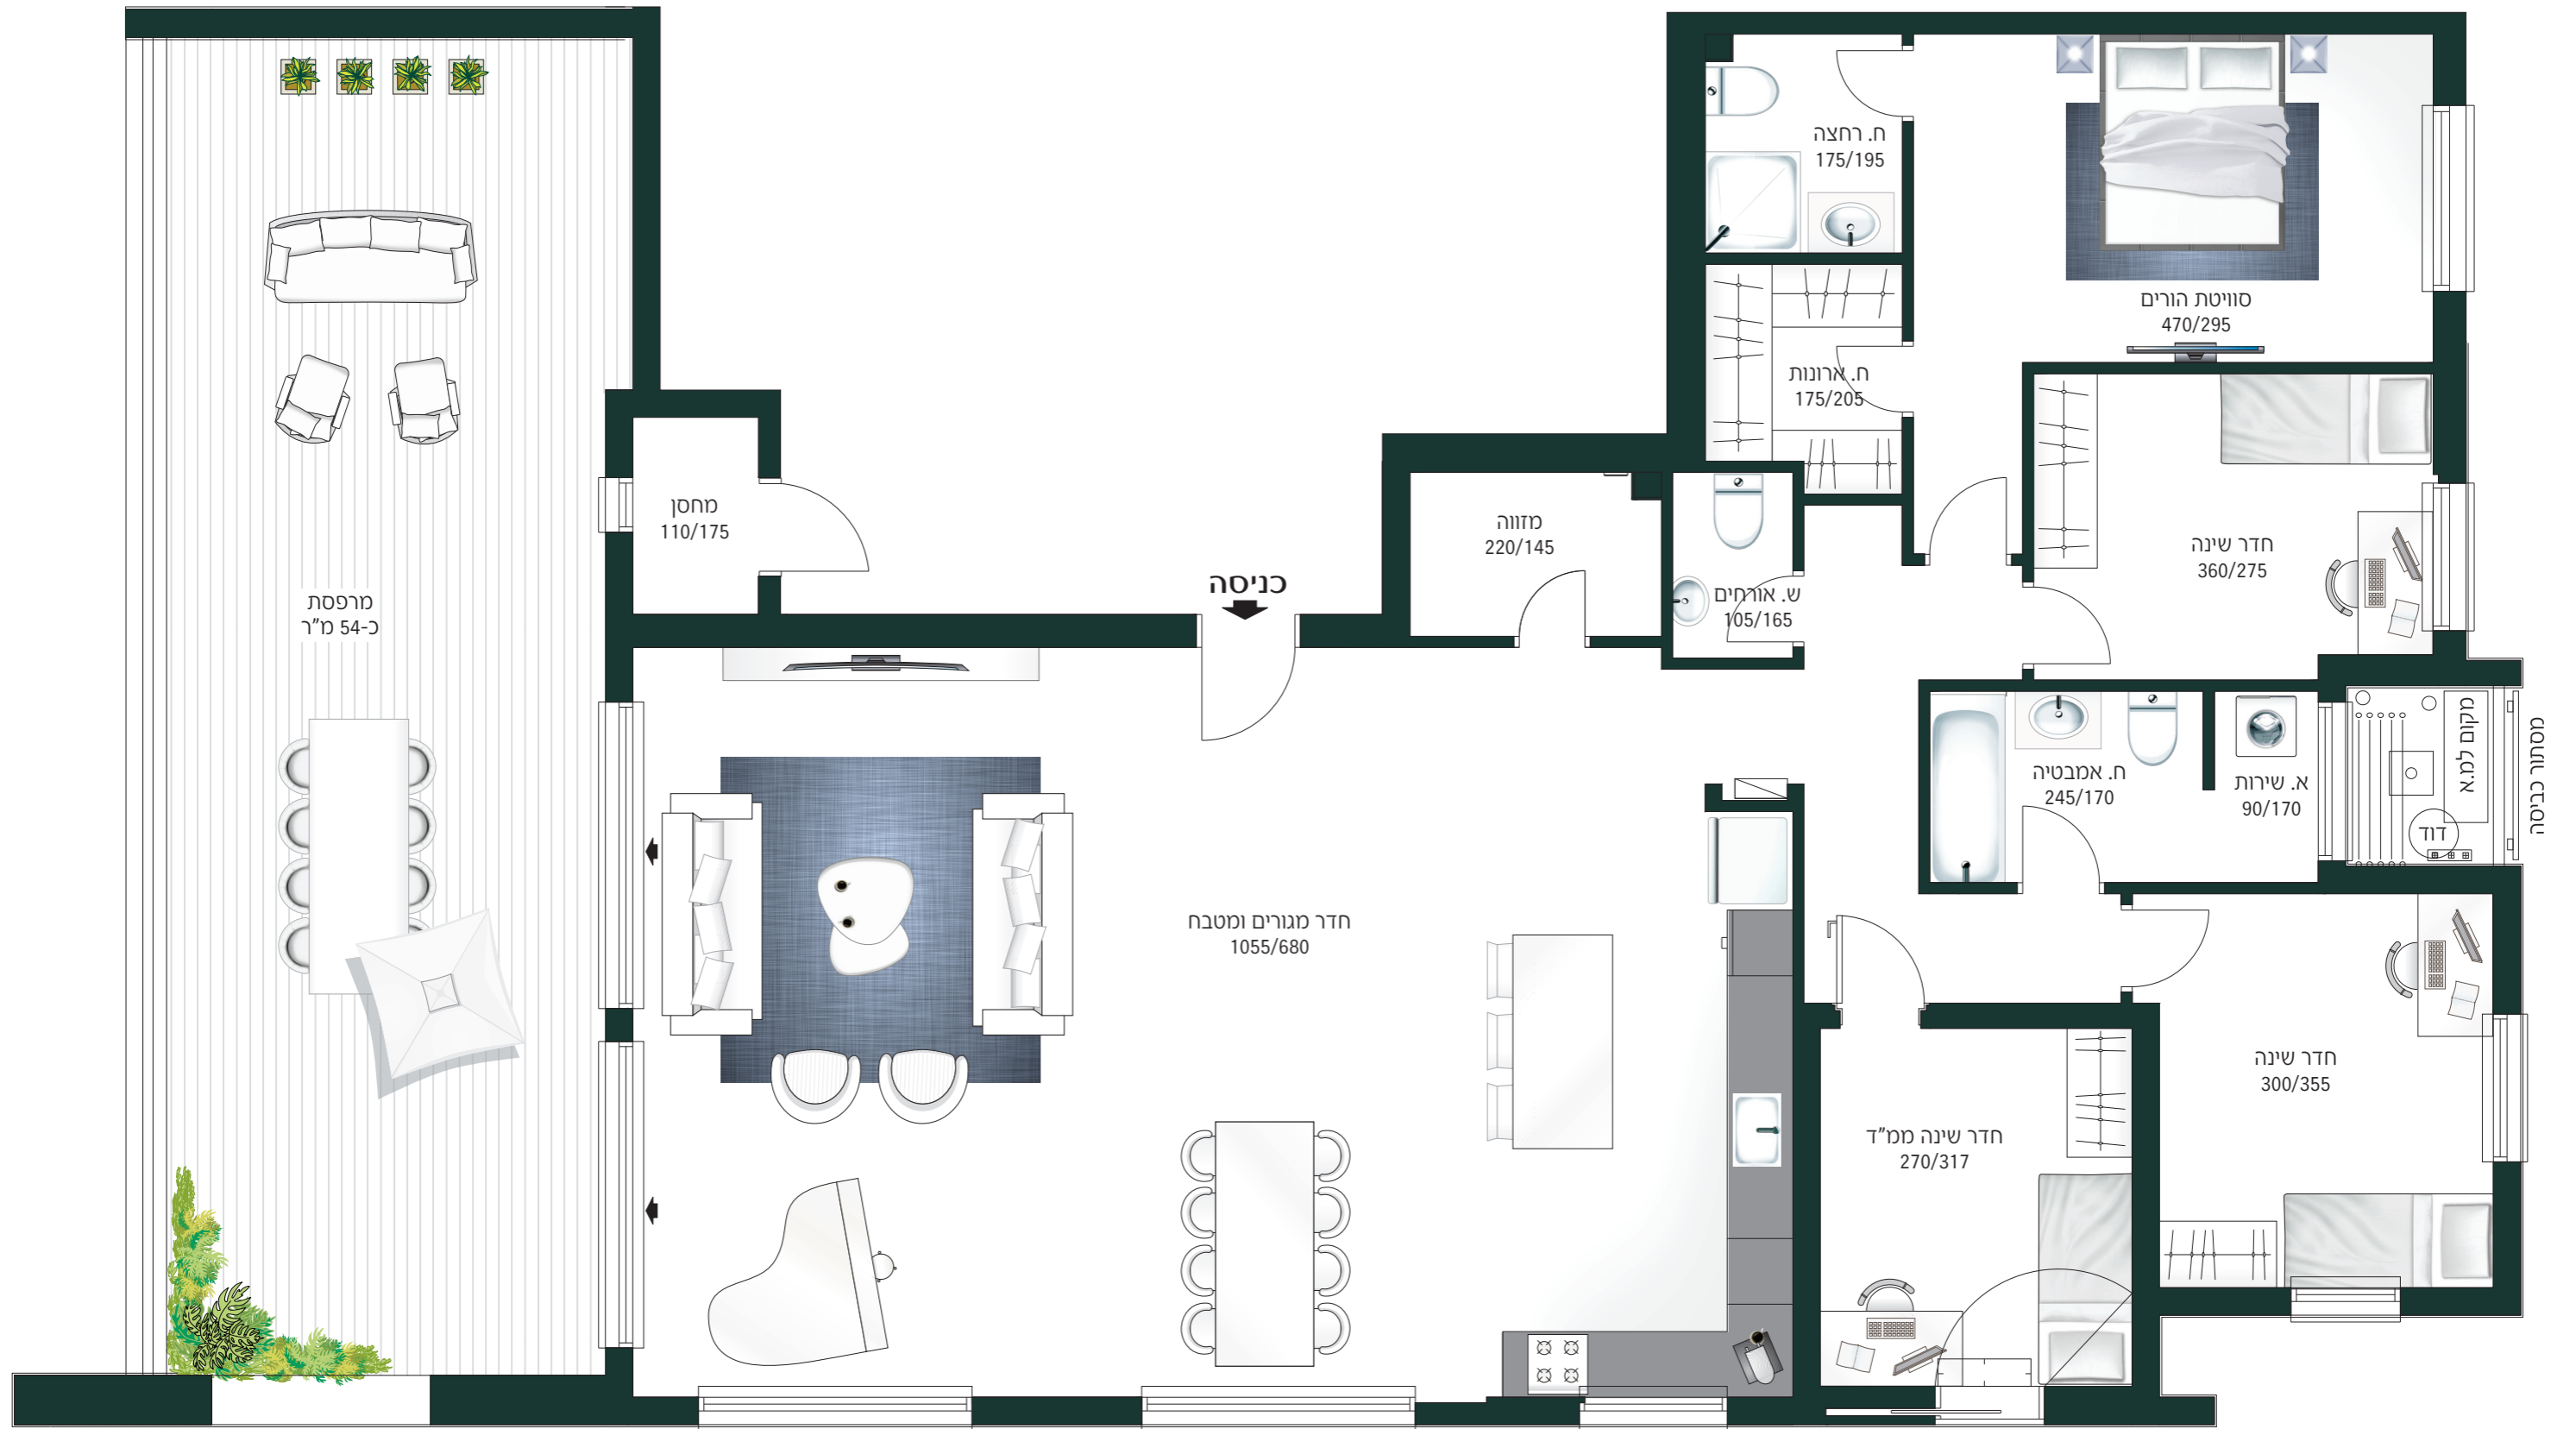 ח. רחצה
175/195
סוויטת הורים
470/295
ח. ארונות
175/205
מחסן
110/175
מזווה
220/145
חדר שינה
360/275
כניסה
ש. אורחים
105/165
מרפסת
כ-54 מ"ר
ח. אמבטיה
245/170
א. שירות
90/170
מקום למ.א
דוד
מסתור כביסה
חדר מגורים ומטבח
1055/680
חדר שינה
300/355
חדר שינה ממ"ד
270/317